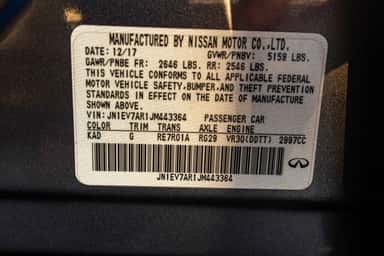 MANUFACTURED BY NISSAN MOTOR CO.,LTD.
DATE: 12/17 GVWR/PNBV: 5159 LBS.
GAWR/PNBE FR: 2646 LBS. RR: 2546 LBS.
THIS VEHICLE CONFORMS TO ALL APPLICABLE FEDERAL
MOTOR VEHICLE SAFETY,BUMPER,AND THEFT PREVENTION
STANDARDS IN EFFECT ON THE DATE OF MANUFACTURE
SHOWN ABOVE.
VIN: JN1EV7AR1JM443364 PASSENGER CAR
COLOR TRIM TRANS AXLE ENGINE
KAD G RE7R01A RG29 VR30(DDTT) 2997CC
JN1EV7AR1JM443364
INFINITI